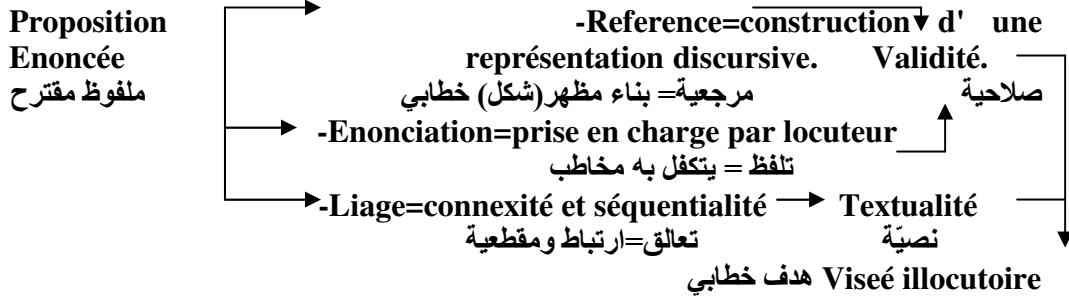 Proposition -Reference=construction d' une
Enoncée représentation discursive. Validité.
ملفوظ مقترح مرجعية= بناء مظهر(شكل) خطابي صلاحية
-Enonciation=prise en charge par locuteur
تلفظ = يتكفل به مخاطب
-Liage=connexité et séquentialité Textualité
تعالق=ارتباط ومقطعية نصيّة
Viseé illocutoire هدف خطابي